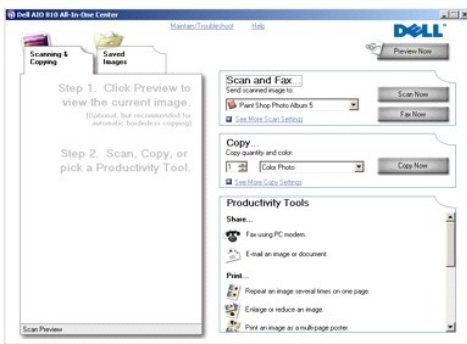 Dell AIO 810 All-In-One Center
Maintain/Troubleshoot Help
DELL
Preview Now
Scanning & Copying
Saved Images
Step 1. Click Preview to
view the current image.
(Optional, but recommended for
automatic borderless copying)
Step 2. Scan, Copy, or
pick a Productivity Tool.
Scan Preview
Scan and Fax...
Send scanned image to:
Paint Shop Photo Album 5
See More Scan Settings
Scan Now
Fax Now
Copy...
Copy quantity and color:
1 Color Photo
See More Copy Settings
Copy Now
Productivity Tools
Share...
Fax using PC modem.
E-mail an image or document.
Print...
Repeat an image several times on one page.
Enlarge or reduce an image.
Print an image as a multi-page poster.